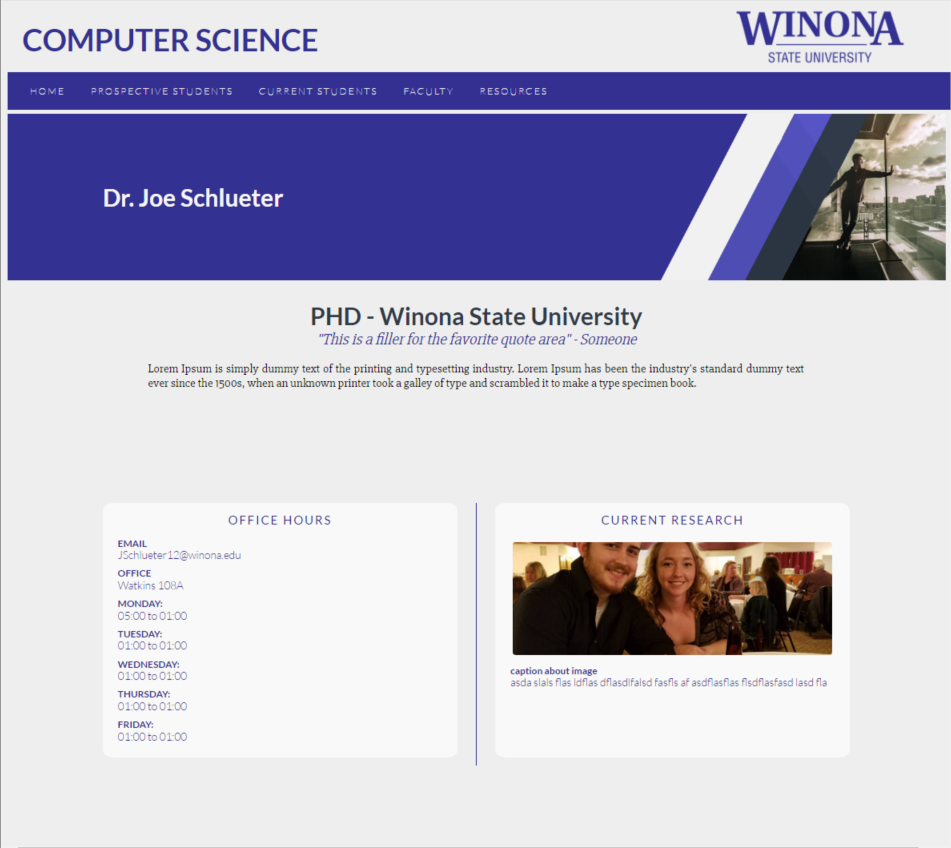 COMPUTER SCIENCE
WINONA
STATE UNIVERSITY
HOME PROSPECTIVE STUDENTS CURRENT STUDENTS FACULTY RESOURCES
Dr. Joe Schlueter
PHD - Winona State University
"This is a filler for the favorite quote area" - Someone
Lorem Ipsum is simply dummy text of the printing and typesetting industry. Lorem Ipsum has been the industry's standard dummy text
ever since the 1500s, when an unknown printer took a galley of type and scrambled it to make a type specimen book.
OFFICE HOURS
EMAIL
JSchlueter12@winona.edu
OFFICE
Watkins 108A
MONDAY:
05:00 to 01:00
TUESDAY:
01:00 to 01:00
WEDNESDAY:
01:00 to 01:00
THURSDAY:
01:00 to 01:00
FRIDAY:
01:00 to 01:00
CURRENT RESEARCH
caption about image
asda slals flas ldflas dflasdlfalsd fasfls af asdflasflas flsdflasfasd lasd fla